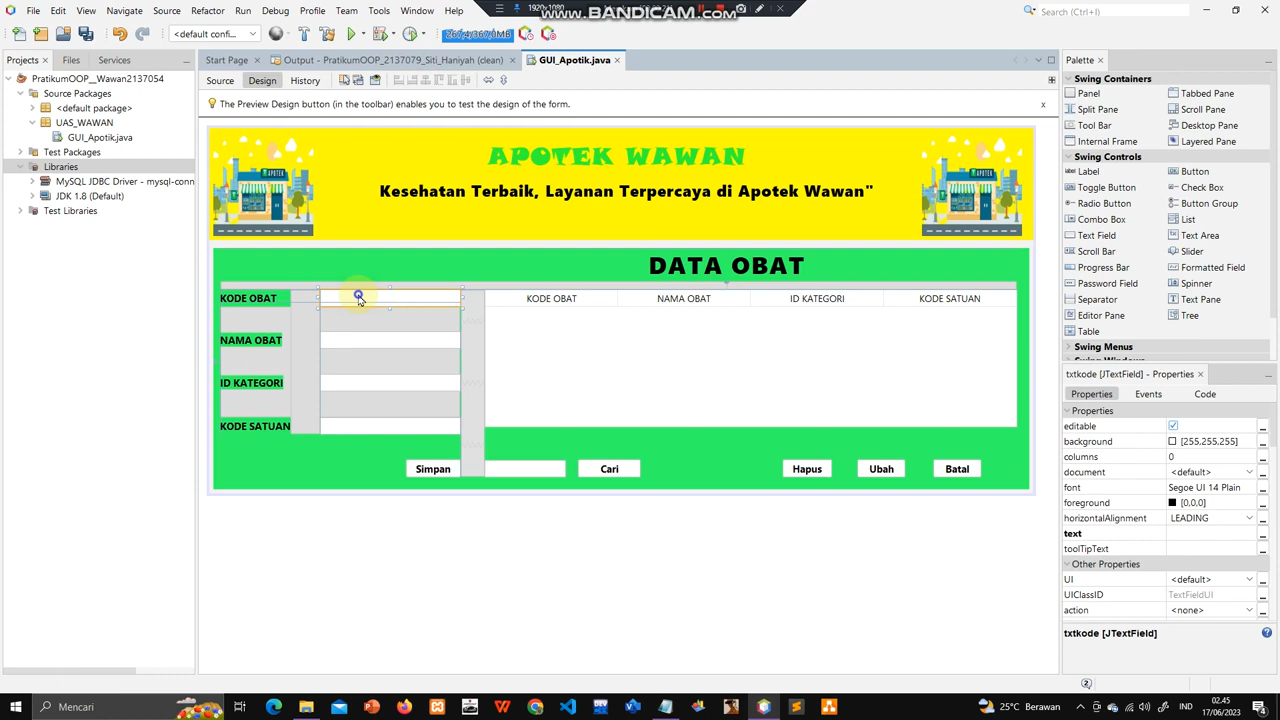 1920×1080
www.BANDICAM.com
File Edit View Navigate Source Refactor Run Debug Profile Team Tools Window Help
Search (Ctrl+I)
<default confi...
267,4/367,0MB
Projects
Files
Services
Start Page
Output - PratikumOOP_2137079_Siti_Haniyah (clean)
GUI_Apotik.java
Palette
Source
Design
History
The Preview Design button (in the toolbar) enables you to test the design of the form.
x
PratikumOOP__Wawan2137054
Source Packages
<default package>
UAS_WAWAN
GUI_Apotik.java
Test Packages
Libraries
MySQL JDBC Driver - mysql-conn
JDK 1.8 (Default)
Test Libraries
APOTEK
APOTEK WAWAN
Kesehatan Terbaik, Layanan Terpercaya di Apotek Wawan"
APOTEK
DATA OBAT
KODE OBAT
NAMA OBAT
ID KATEGORI
KODE SATUAN
KODE OBAT
NAMA OBAT
ID KATEGORI
KODE SATUAN
Simpan
Cari
Hapus
Ubah
Batal
Swing Containers
Panel
Tabbed Pane
Split Pane
Scroll Pane
Tool Bar
Desktop Pane
Internal Frame
Layered Pane
Swing Controls
Label
Button
Toggle Button
Check Box
Radio Button
Button Group
Combo Box
List
Text Field
Text Area
Scroll Bar
Slider
Progress Bar
Formatted Field
Password Field
Spinner
Separator
Text Pane
Editor Pane
Tree
Table
Swing Menus
txtkode [JTextField] - Properties
Properties
Events
Code
Properties
editable
background [255,255,255]
columns 0
document <default>
font Segoe UI 14 Plain
foreground [0,0,0]
horizontalAlignment LEADING
text
toolTipText
Other Properties
UI <default>
UIClassID TextFieldUI
action <none>
txtkode [JTextField]
Mencari
25°C Berawan
IND
02.45
17/06/2023